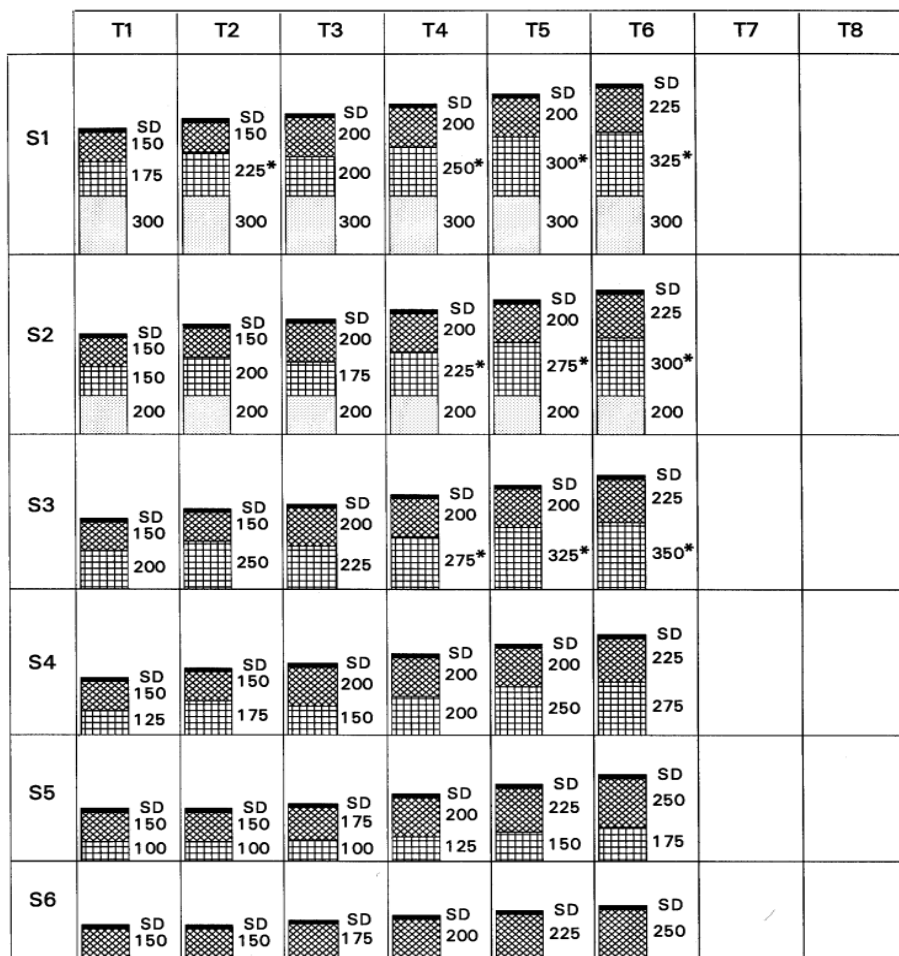 T1 T2 T3 T4 T5 T6 T7 T8
S1
SD SD SD SD SD SD
150 150 200 200 200 225
175 225* 200 250* 300* 325*
300 300 300 300 300 300
S2
SD SD SD SD SD SD
150 150 200 200 200 225
150 200 175 225* 275* 300*
200 200 200 200 200 200
S3
SD SD SD SD SD SD
150 150 200 200 200 225
200 250 225 275* 325* 350*
S4
SD SD SD SD SD SD
150 150 200 200 200 225
125 175 150 200 250 275
S5
SD SD SD SD SD SD
150 150 175 200 225 250
100 100 100 125 150 175
S6
SD SD SD SD SD SD
150 150 175 200 225 250